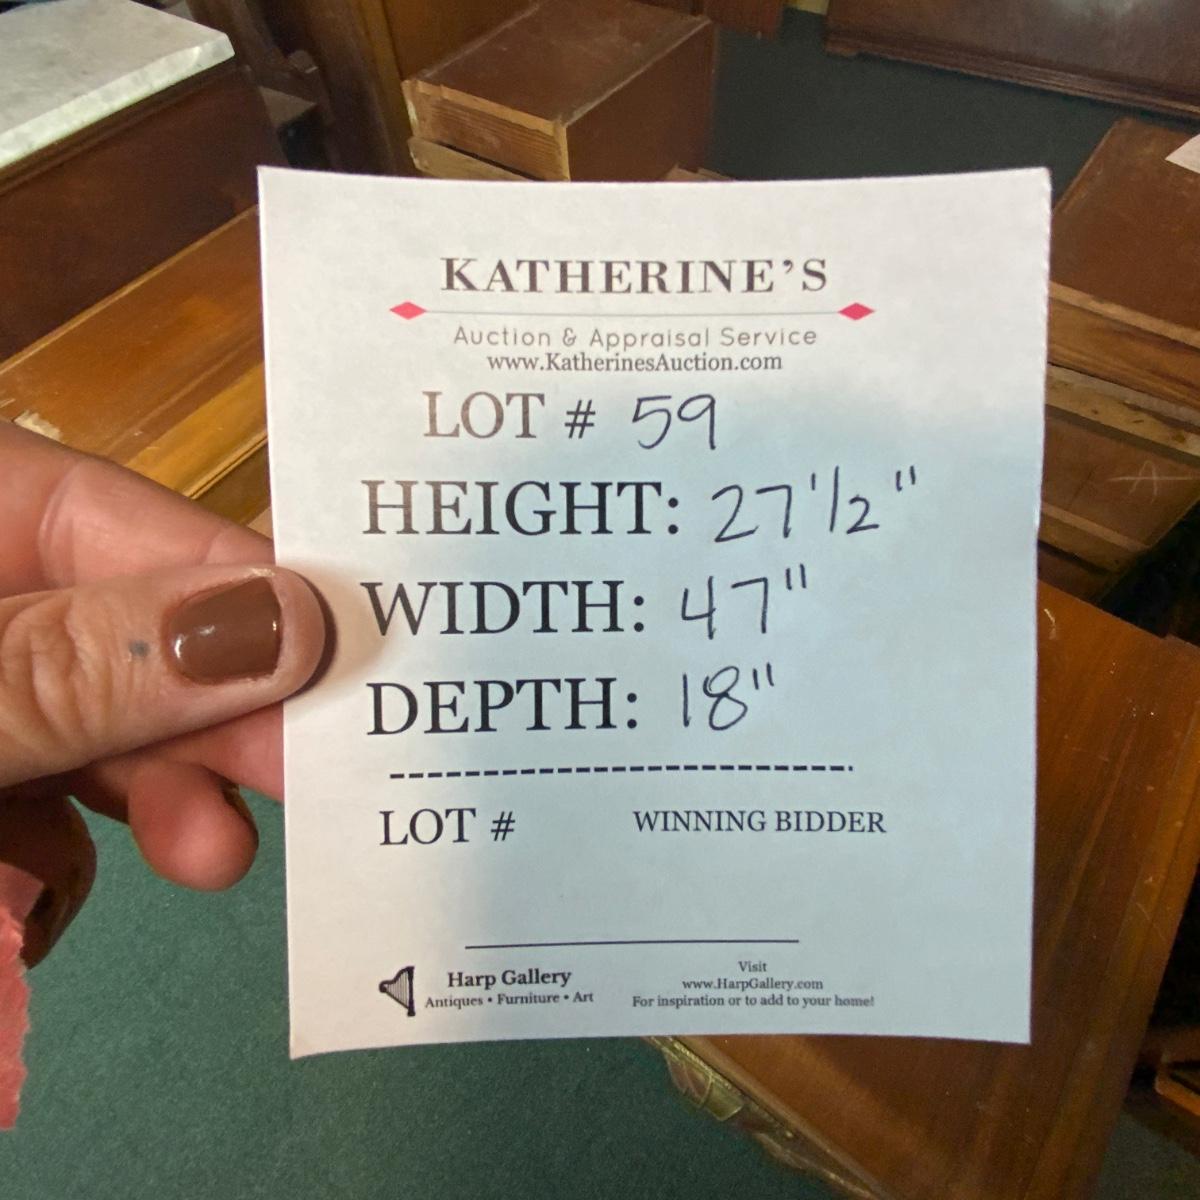 KATHERINE'S
Auction & Appraisal Service
www.KatherinesAuction.com
LOT # 59
HEIGHT: 27 1/2"
WIDTH: 47"
DEPTH: 18"
-------------------------
LOT # WINNING BIDDER
Harp Gallery
Antiques • Furniture • Art
Visit
www.HarpGallery.com
For inspiration or to add to your home!